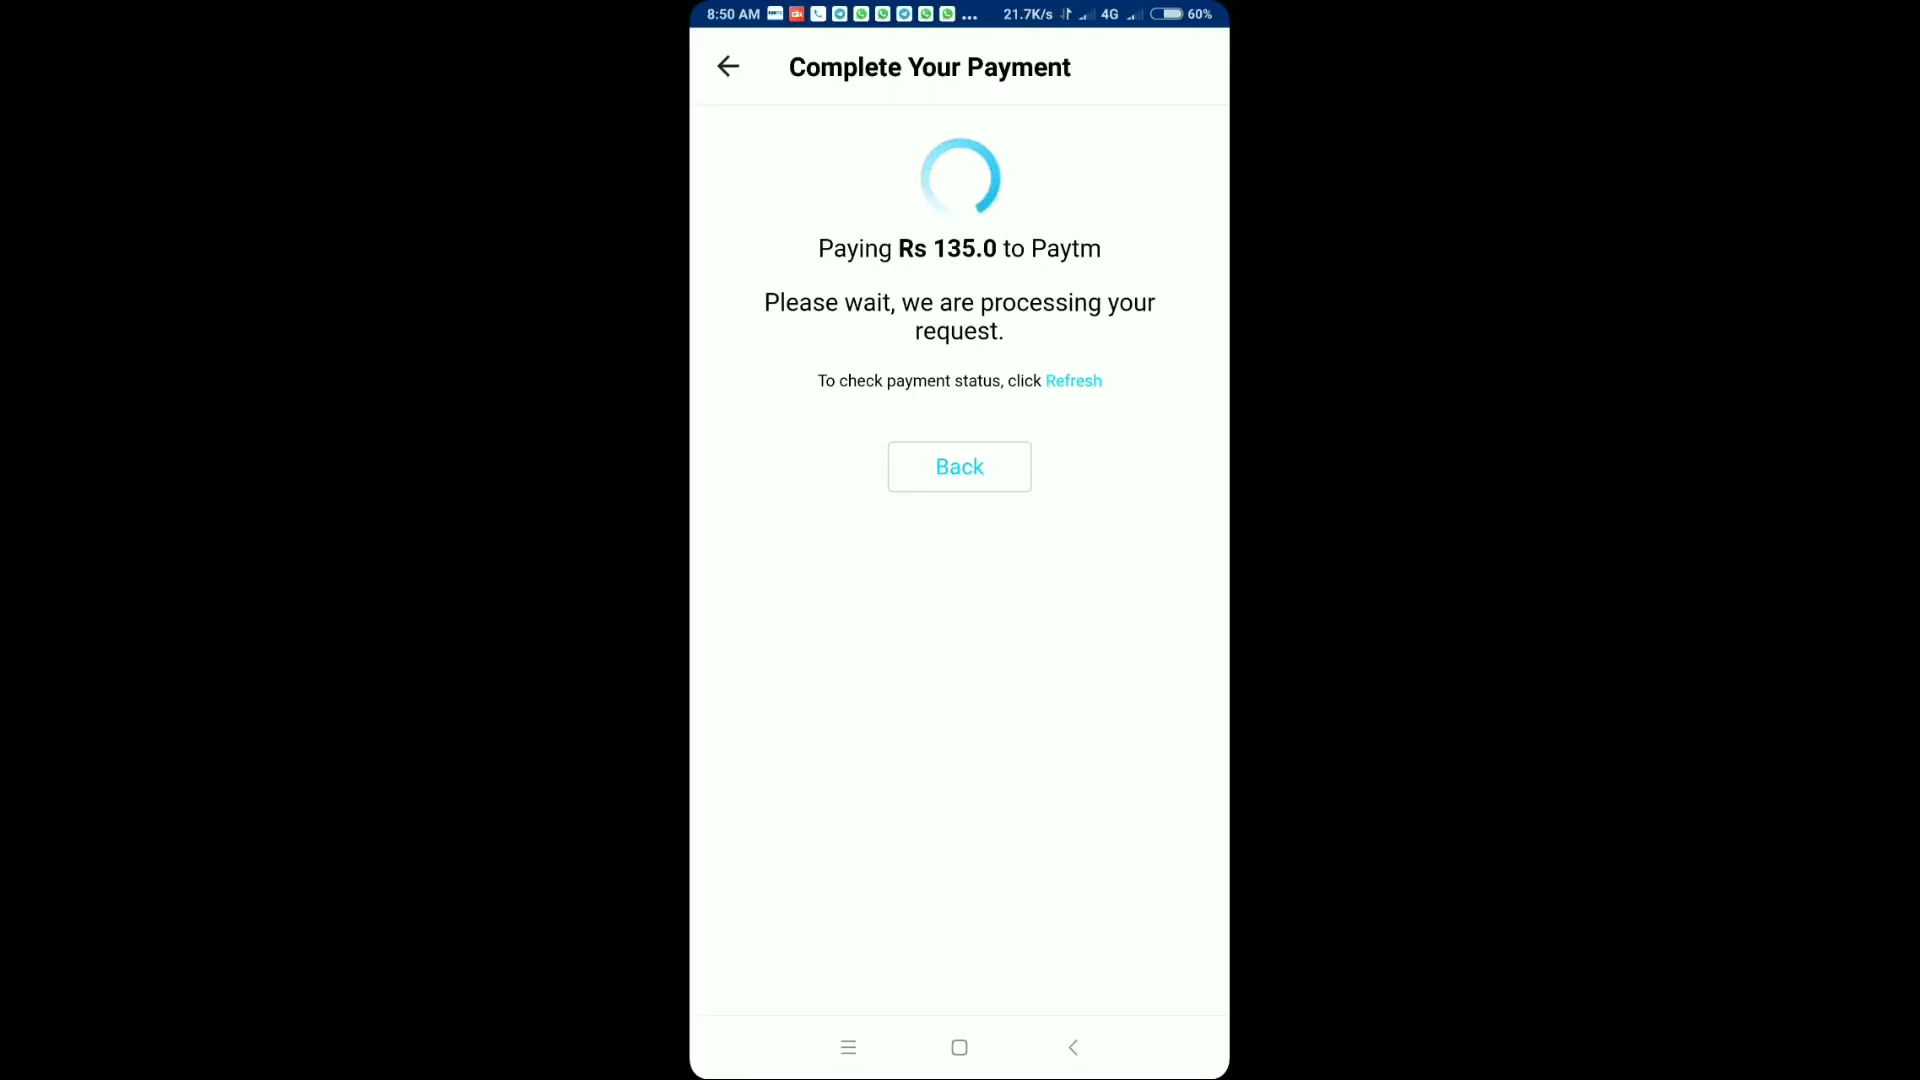 8:50 AM ... 21.7K/s 4G 60%
Complete Your Payment
Paying Rs 135.0 to Paytm
Please wait, we are processing your
request.
To check payment status, click Refresh
Back